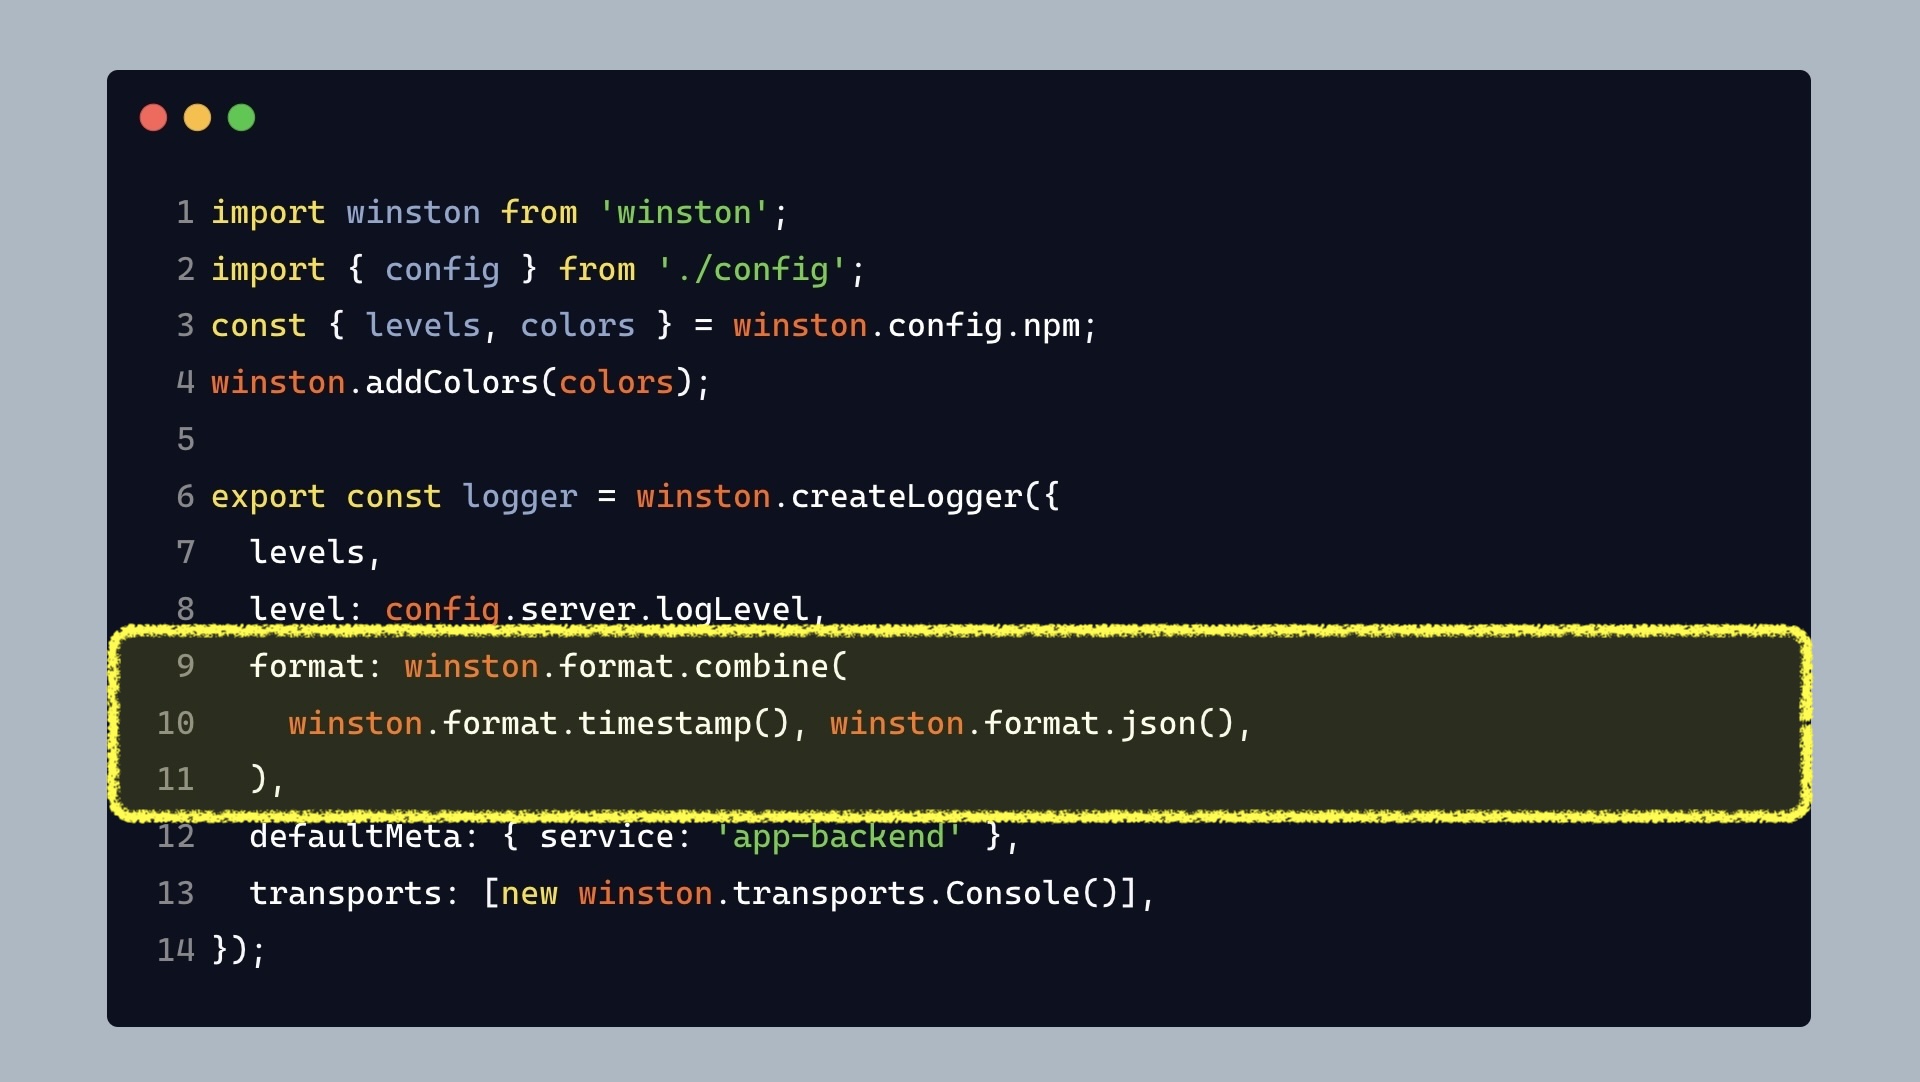 1 import winston from 'winston';
2 import { config } from './config';
3 const { levels, colors } = winston.config.npm;
4 winston.addColors(colors);
5
6 export const logger = winston.createLogger({
7   levels,
8   level: config.server.logLevel,
9   format: winston.format.combine(
10     winston.format.timestamp(), winston.format.json(),
11   ),
12   defaultMeta: { service: 'app-backend' },
13   transports: [new winston.transports.Console()],
14 });